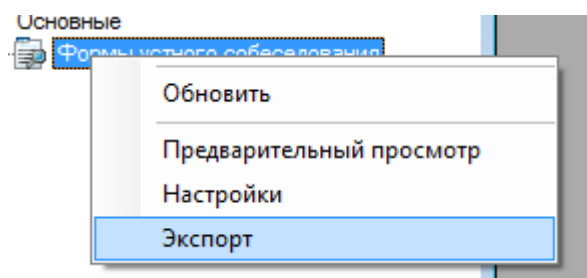 Основные
Формы устного собеседования
Обновить
Предварительный просмотр
Настройки
Экспорт